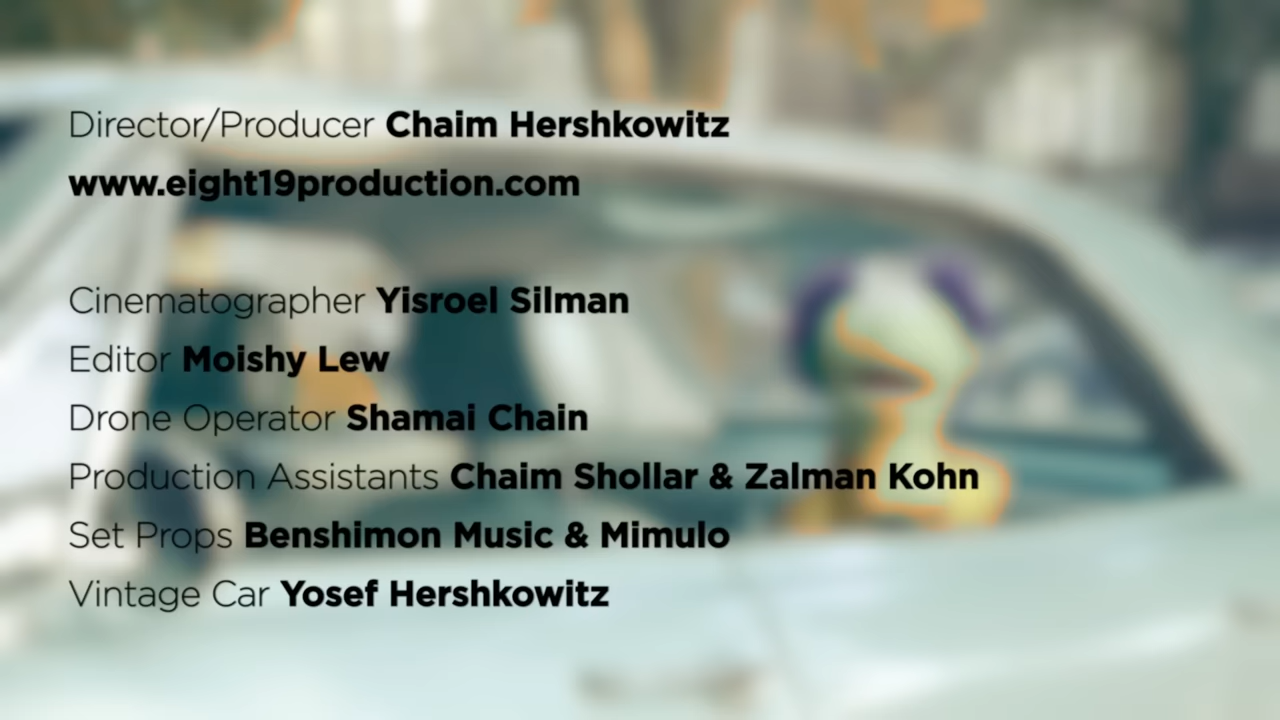 Director/Producer Chaim Hershkowitz
www.eight19production.com
Cinematographer Yisroel Silman
Editor Moishy Lew
Drone Operator Shamai Chain
Production Assistants Chaim Shollar & Zalman Kohn
Set Props Benshimon Music & Mimulo
Vintage Car Yosef Hershkowitz